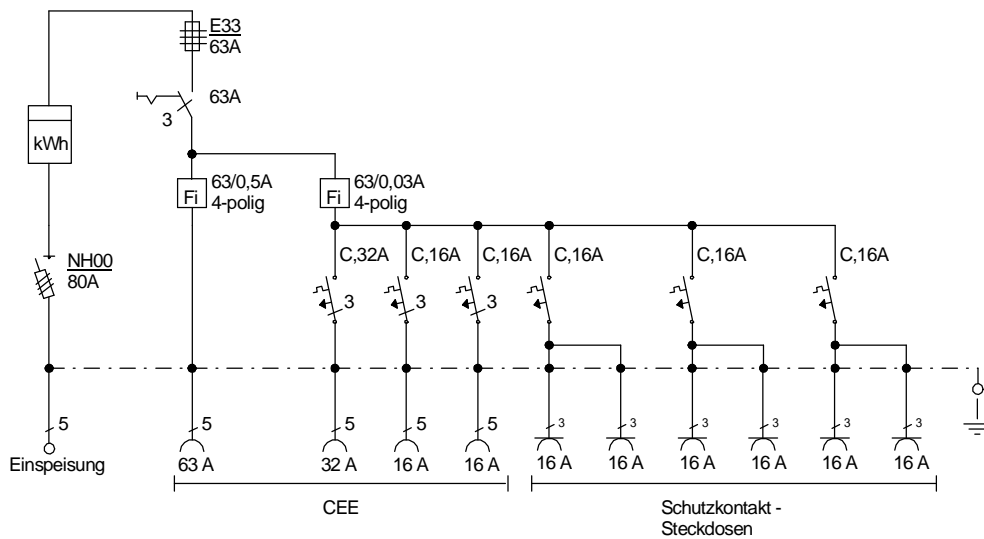 E33
63A
63A
3
kWh
63/0,5A
4-polig
Fi
63/0,03A
4-polig
Fi
NH00
80A
C,32A
C,16A
C,16A
C,16A
C,16A
C,16A
3
3
3
5
5
5
5
5
3
3
3
3
3
3
Einspeisung
63 A
32 A
16 A
16 A
16 A
16 A
16 A
16 A
16 A
16 A
CEE
Schutzkontakt -
Steckdosen